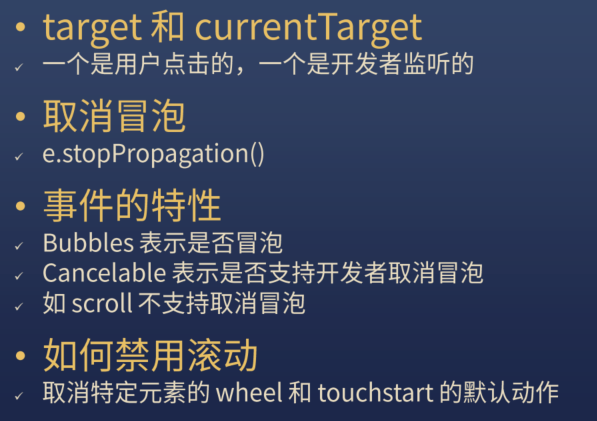 • target 和 currentTarget
✓ 一个是用户点击的，一个是开发者监听的
• 取消冒泡
✓ e.stopPropagation()
• 事件的特性
✓ Bubbles 表示是否冒泡
✓ Cancelable 表示是否支持开发者取消冒泡
✓ 如 scroll 不支持取消冒泡
• 如何禁用滚动
✓ 取消特定元素的 wheel 和 touchstart 的默认动作